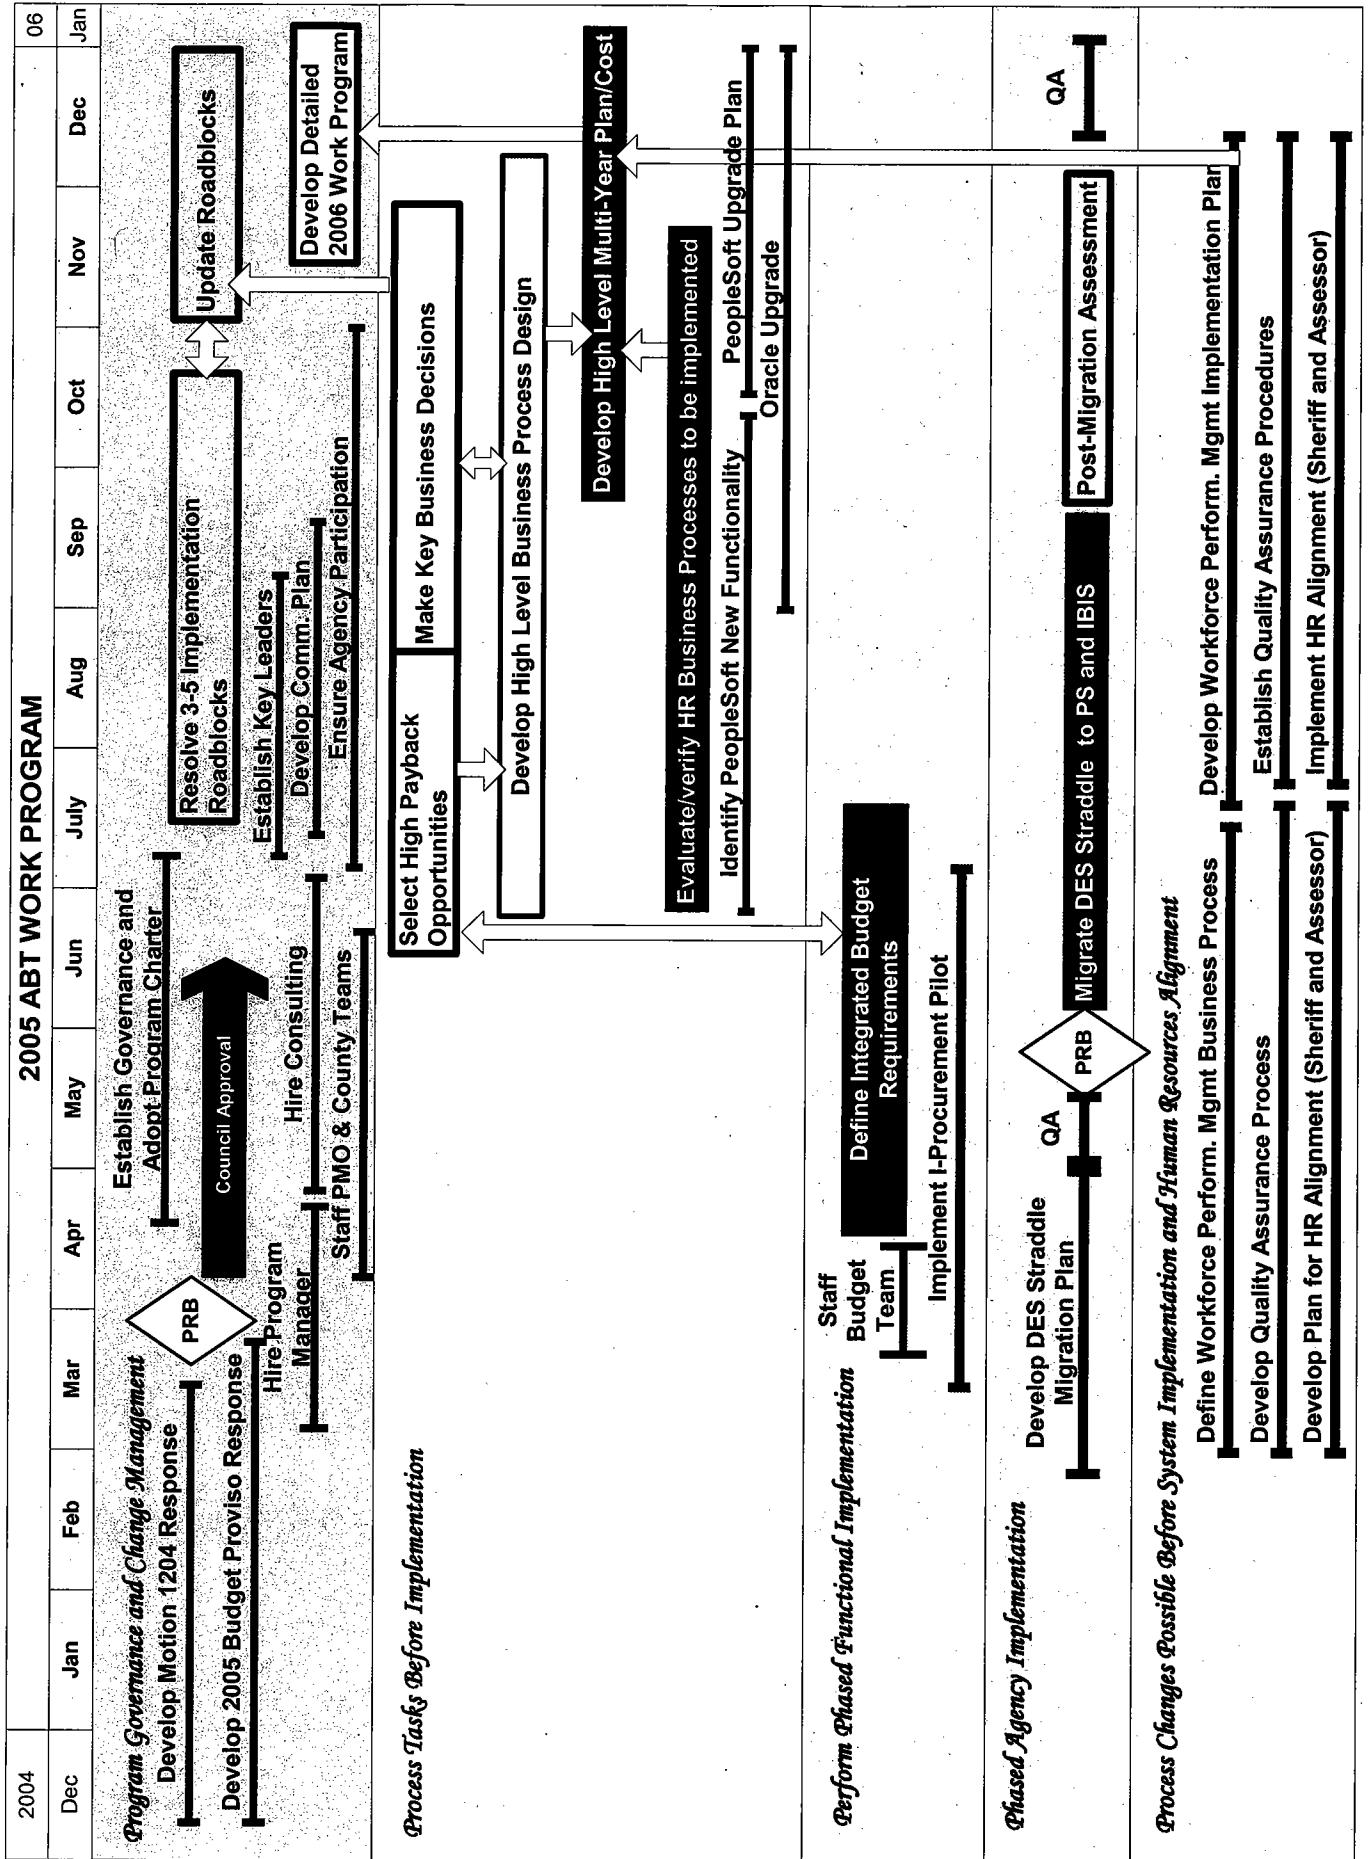 2005 ABT WORK PROGRAM
2004
06
Dec
Jan
Feb
Mar
Apr
May
Jun
July
Aug
Sep
Oct
Nov
Dec
Jan
Program Governance and Change Management
Develop Motion 1204 Response
Develop 2005 Budget Proviso Response
PRB
Hire Program
Manager
Establish Governance and
Adopt Program Charter
Council Approval
Hire Consulting
Staff PMO & County Teams
Resolve 3-5 Implementation
Roadblocks
Establish Key Leaders
Develop Comm. Plan
Ensure Agency Participation
Update Roadblocks
Develop Detailed
2006 Work Program
Process Tasks Before Implementation
Select High Payback
Opportunities
Make Key Business Decisions
Develop High Level Business Process Design
Develop High Level Multi-Year Plan/Cost
Evaluate/verify HR Business Processes to be implemented
Identify PeopleSoft New Functionality
PeopleSoft Upgrade Plan
Oracle Upgrade
Perform Phased Functional Implementation
Staff
Budget
Team
Define Integrated Budget
Requirements
Implement I-Procurement Pilot
Phased Agency Implementation
Develop DES Straddle
Migration Plan
QA
PRB
Migrate DES Straddle to PS and IBIS
Post-Migration Assessment
QA
Process Changes Possible Before System Implementation and Human Resources Alignment
Define Workforce Perform. Mgmt Business Process
Develop Workforce Perform. Mgmt Implementation Plan
Develop Quality Assurance Process
Establish Quality Assurance Procedures
Develop Plan for HR Alignment (Sheriff and Assessor)
Implement HR Alignment (Sheriff and Assessor)